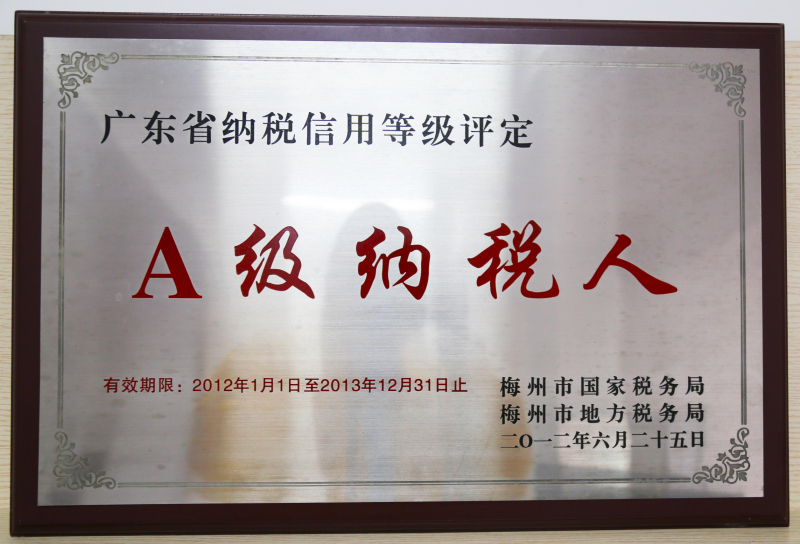 广东省纳税信用等级评定
A级纳税人
有效期限：2012年1月1日至2013年12月31日止
梅州市国家税务局
梅州市地方税务局
二O一二年六月二十五日